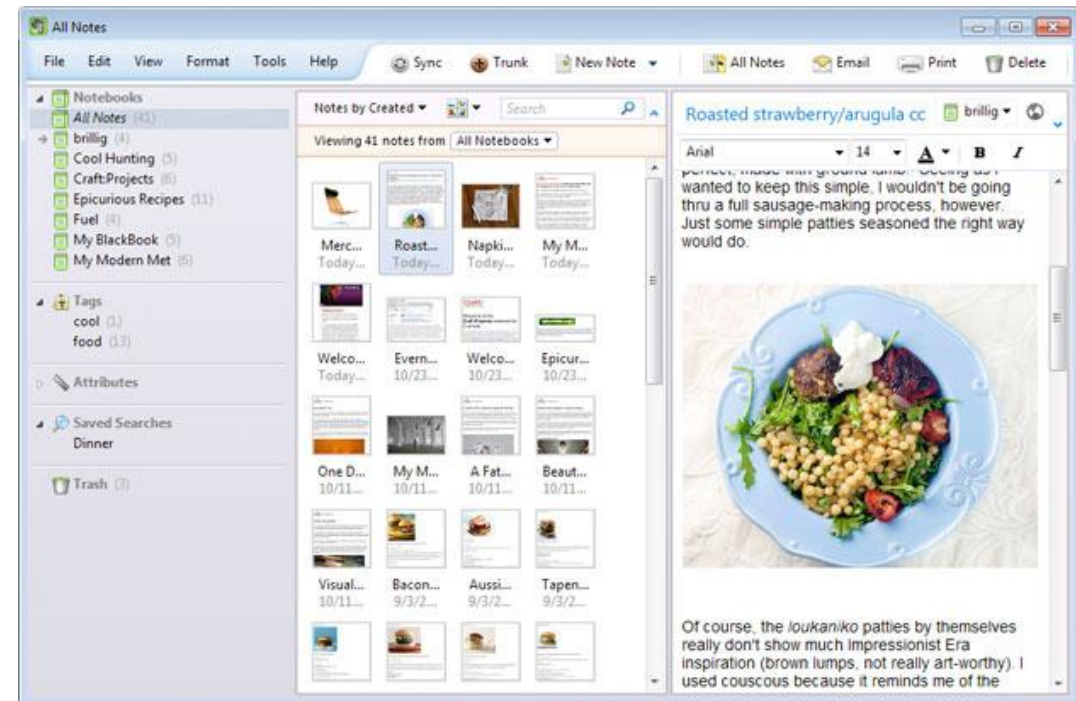 All Notes
File Edit View Format Tools Help Sync Trunk New Note All Notes Email Print Delete
Notebooks
All Notes (41)
brillig (4)
Cool Hunting (5)
Craft:Projects (6)
Epicurious Recipes (11)
Fuel (4)
My BlackBook (5)
My Modern Met (6)
Tags
cool (1)
food (13)
Attributes
Saved Searches
Dinner
Trash (3)
Notes by Created Search
Viewing 41 notes from All Notebooks
Merc... Roast... Napki... My M...
Today... Today... Today... Today...
Welco... Evern... Welco... Epicur...
Today... 10/23... 10/23... 10/23...
One D... My M... A Fat... Beaut...
10/11... 10/11... 10/11... 10/11...
Visual... Bacon... Aussi... Tapen...
10/11... 9/3/2... 9/3/2... 9/3/2...
Roasted strawberry/arugula cc brillig
Arial 14 A B I
perfect, made with ground lamb. Seeing as I
wanted to keep this simple, I wouldn't be going
thru a full sausage-making process, however.
Just some simple patties seasoned the right way
would do.
Of course, the loukaniko patties by themselves
really don't show much Impressionist Era
inspiration (brown lumps, not really art-worthy). I
used couscous because it reminds me of the